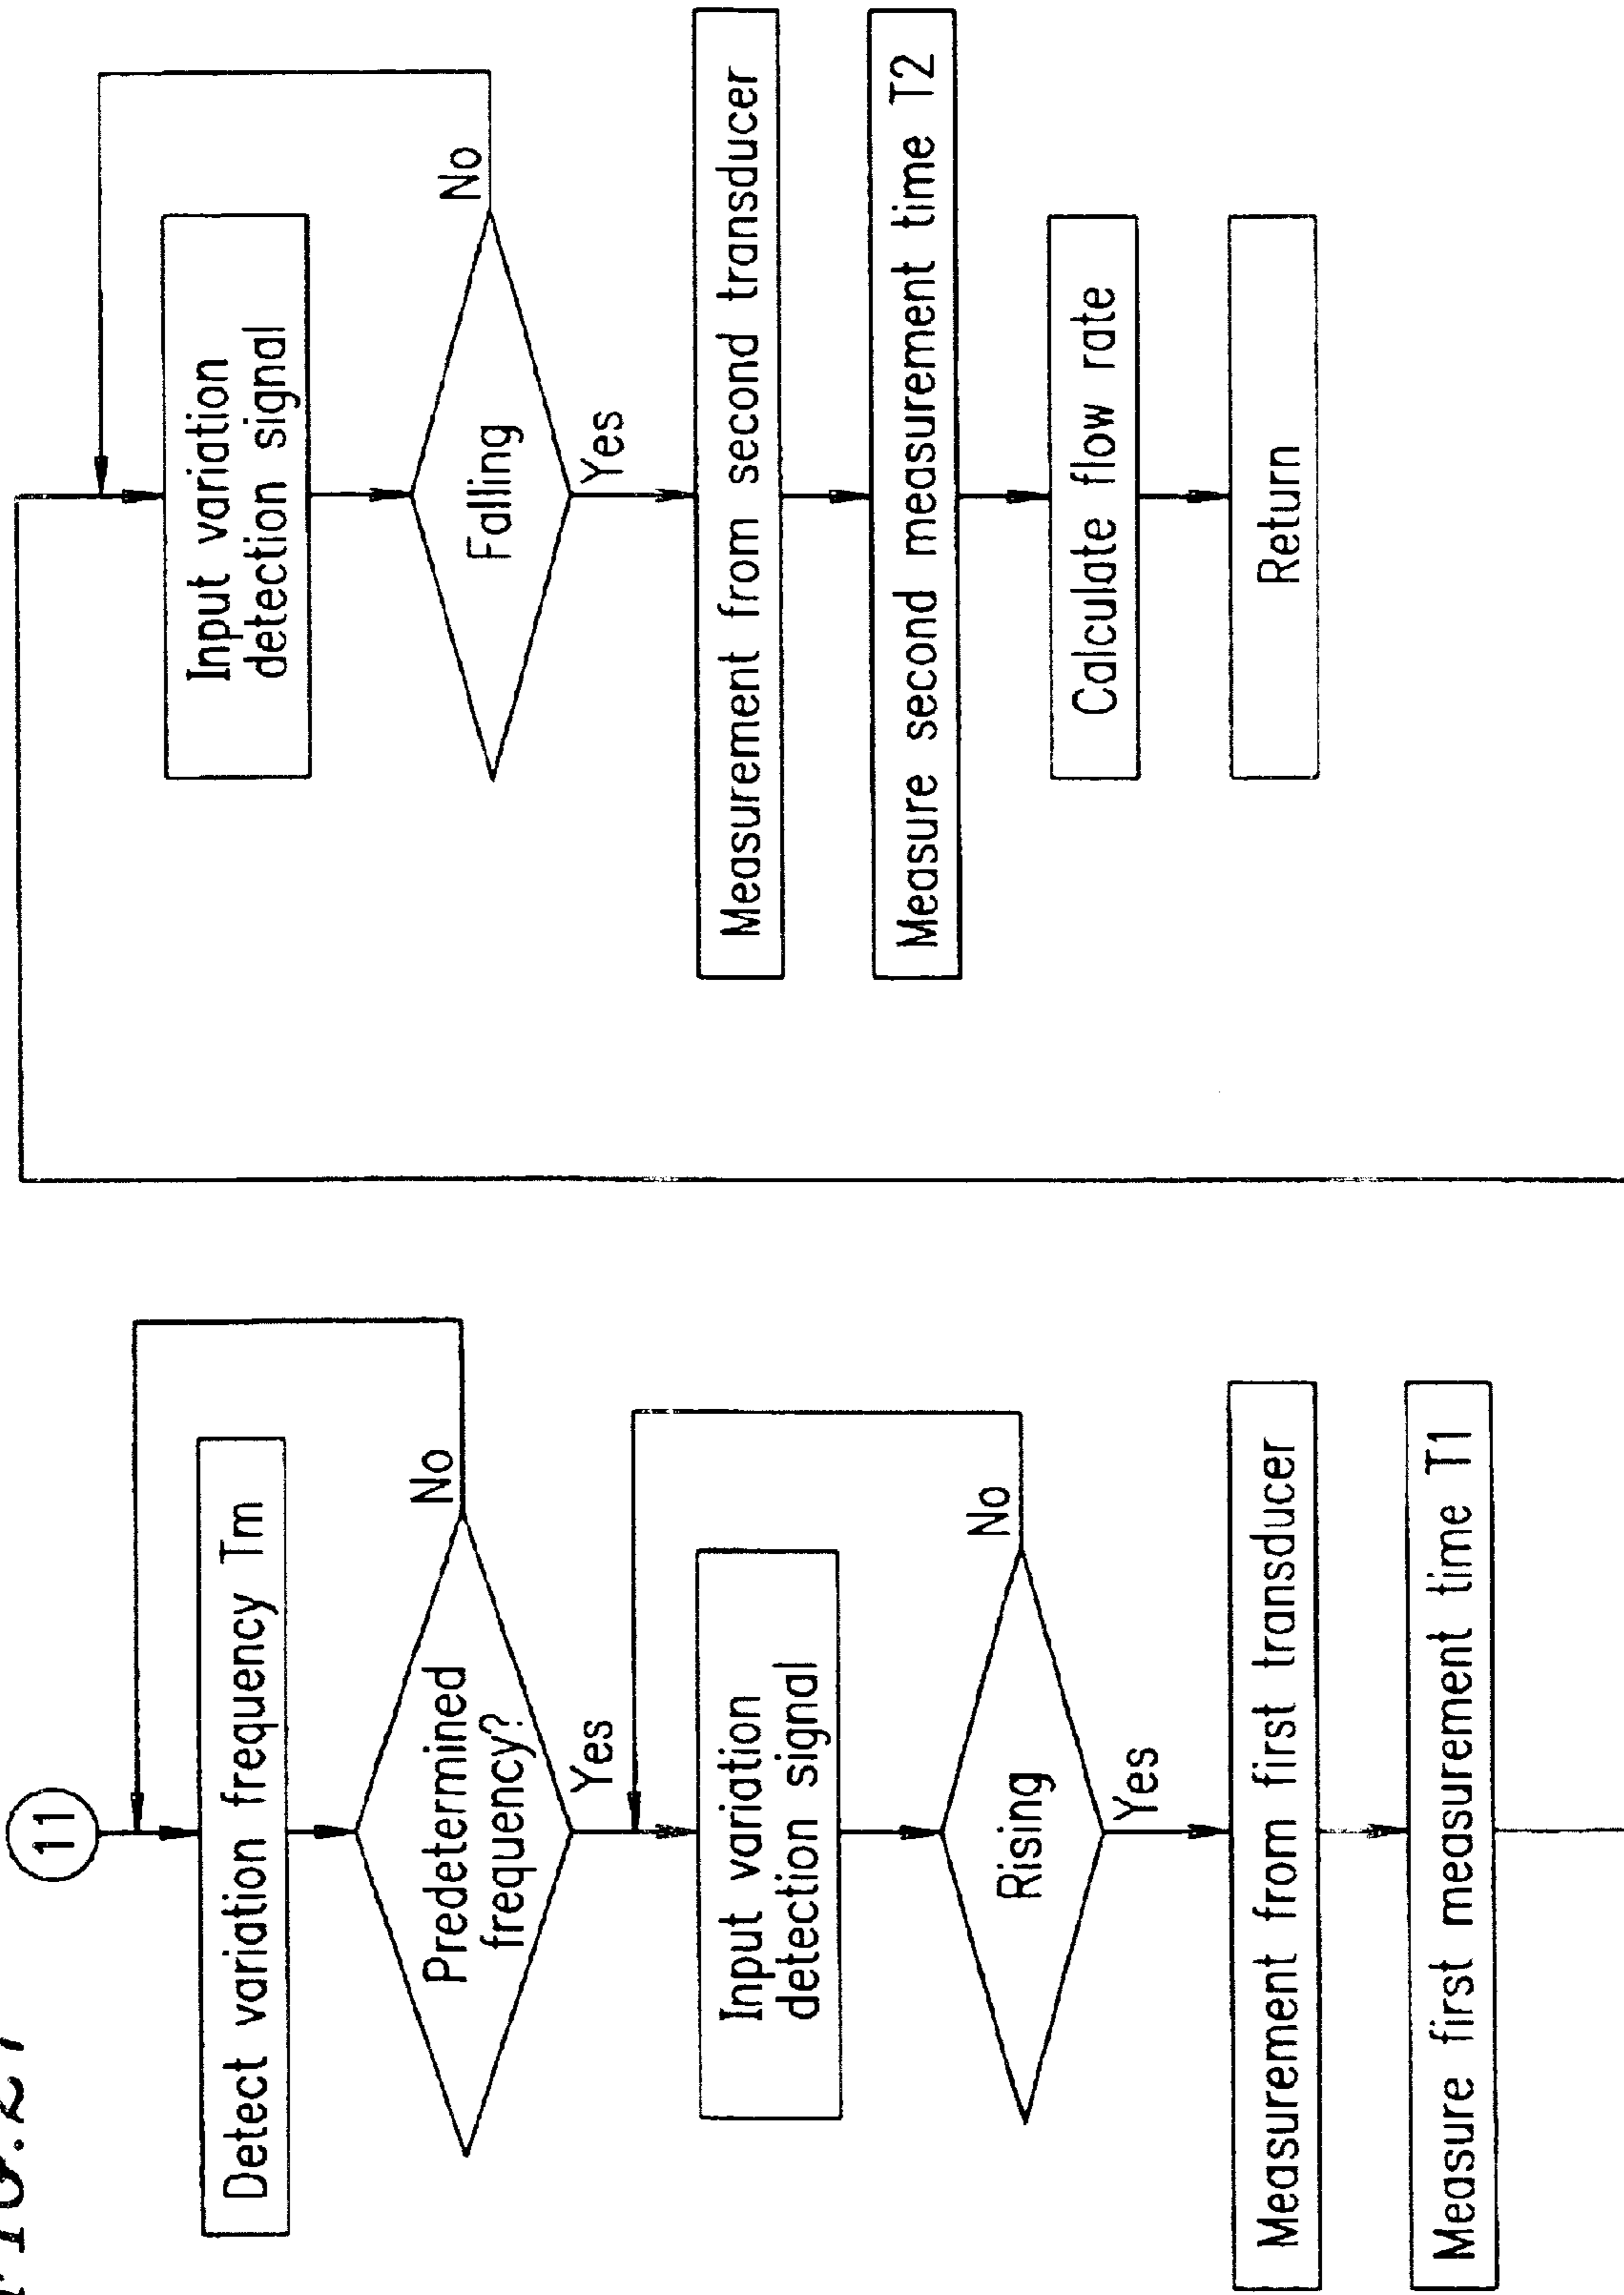 11
Detect variation frequency Tm
Predetermined
frequency?
No
Yes
Input variation
detection signal
Rising
No
Yes
Measurement from first transducer
Measure first measurement time T1
Input variation
detection signal
Falling
No
Yes
Measurement from second transducer
Measure second measurement time T2
Calculate flow rate
Return